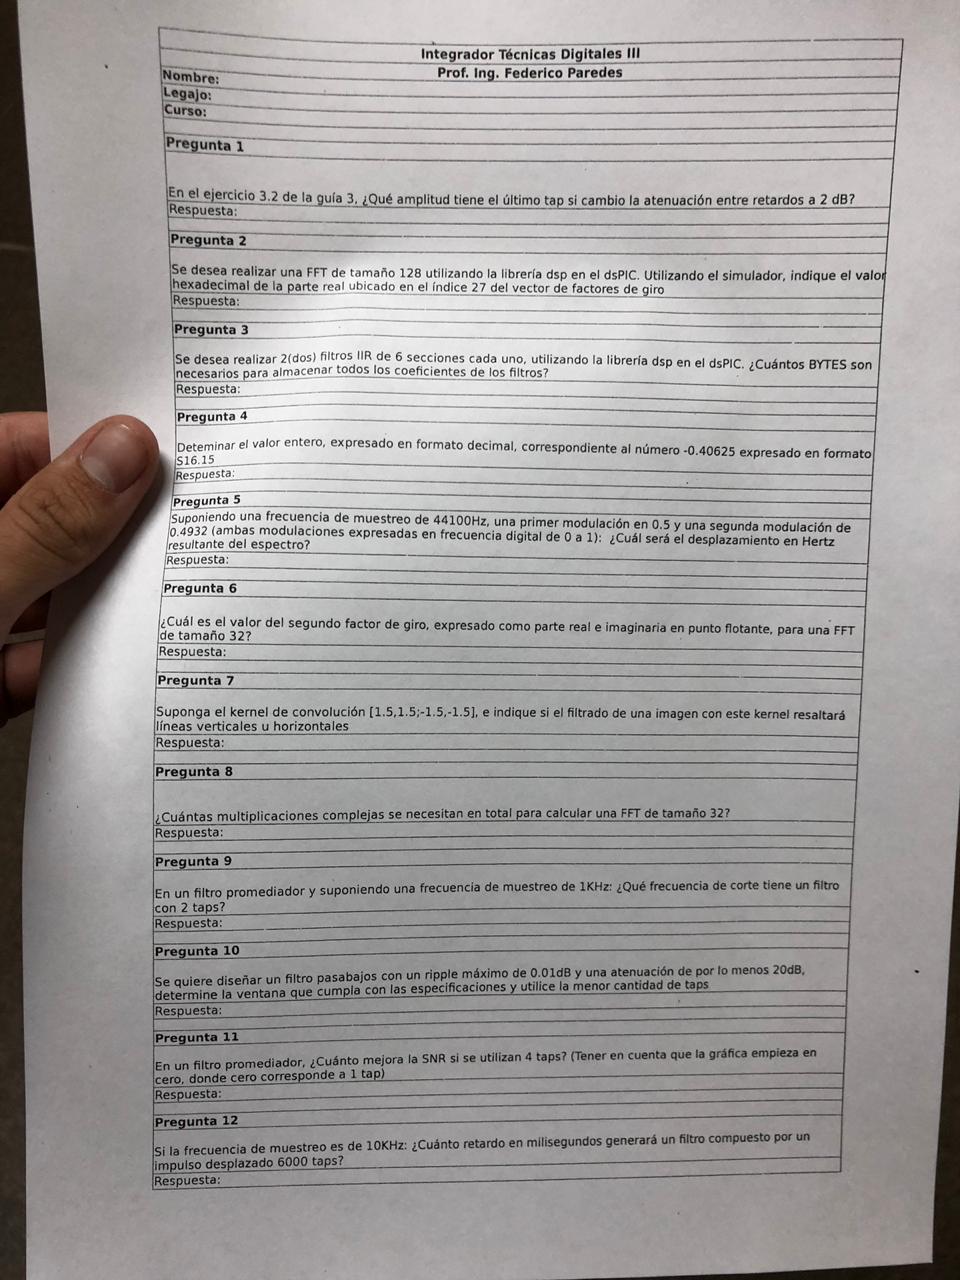 Integrador Técnicas Digitales III
Prof. Ing. Federico Paredes
Nombre:
Legajo:
Curso:
Pregunta 1
En el ejercicio 3.2 de la guía 3, ¿Qué amplitud tiene el último tap si cambio la atenuación entre retardos a 2 dB?
Respuesta:
Pregunta 2
Se desea realizar una FFT de tamaño 128 utilizando la librería dsp en el dsPIC. Utilizando el simulador, indique el valor
hexadecimal de la parte real ubicado en el índice 27 del vector de factores de giro
Respuesta:
Pregunta 3
Se desea realizar 2(dos) filtros IIR de 6 secciones cada uno, utilizando la librería dsp en el dsPIC. ¿Cuántos BYTES son
necesarios para almacenar todos los coeficientes de los filtros?
Respuesta:
Pregunta 4
Deteminar el valor entero, expresado en formato decimal, correspondiente al número -0.40625 expresado en formato
S16.15
Respuesta:
Pregunta 5
Suponiendo una frecuencia de muestreo de 44100Hz, una primer modulación en 0.5 y una segunda modulación de
0.4932 (ambas modulaciones expresadas en frecuencia digital de 0 a 1): ¿Cuál será el desplazamiento en Hertz
resultante del espectro?
Respuesta:
Pregunta 6
¿Cuál es el valor del segundo factor de giro, expresado como parte real e imaginaria en punto flotante, para una FFT
de tamaño 32?
Respuesta:
Pregunta 7
Suponga el kernel de convolución [1.5,1.5;-1.5,-1.5], e indique si el filtrado de una imagen con este kernel resaltará
líneas verticales u horizontales
Respuesta:
Pregunta 8
¿Cuántas multiplicaciones complejas se necesitan en total para calcular una FFT de tamaño 32?
Respuesta:
Pregunta 9
En un filtro promediador y suponiendo una frecuencia de muestreo de 1KHz: ¿Qué frecuencia de corte tiene un filtro
con 2 taps?
Respuesta:
Pregunta 10
Se quiere diseñar un filtro pasabajos con un ripple máximo de 0.01dB y una atenuación de por lo menos 20dB,
determine la ventana que cumpla con las especificaciones y utilice la menor cantidad de taps
Respuesta:
Pregunta 11
En un filtro promediador, ¿Cuánto mejora la SNR si se utilizan 4 taps? (Tener en cuenta que la gráfica empieza en
cero, donde cero corresponde a 1 tap)
Respuesta:
Pregunta 12
Si la frecuencia de muestreo es de 10KHz: ¿Cuánto retardo en milisegundos generará un filtro compuesto por un
impulso desplazado 6000 taps?
Respuesta: